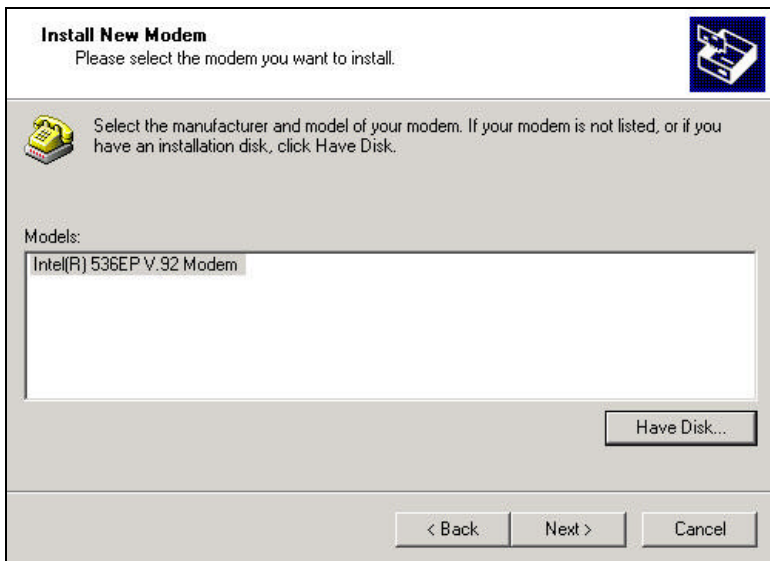 Install New Modem
Please select the modem you want to install.
Select the manufacturer and model of your modem. If your modem is not listed, or if you
have an installation disk, click Have Disk.
Models:
Intel(R) 536EP V.92 Modem
Have Disk...
< Back
Next >
Cancel